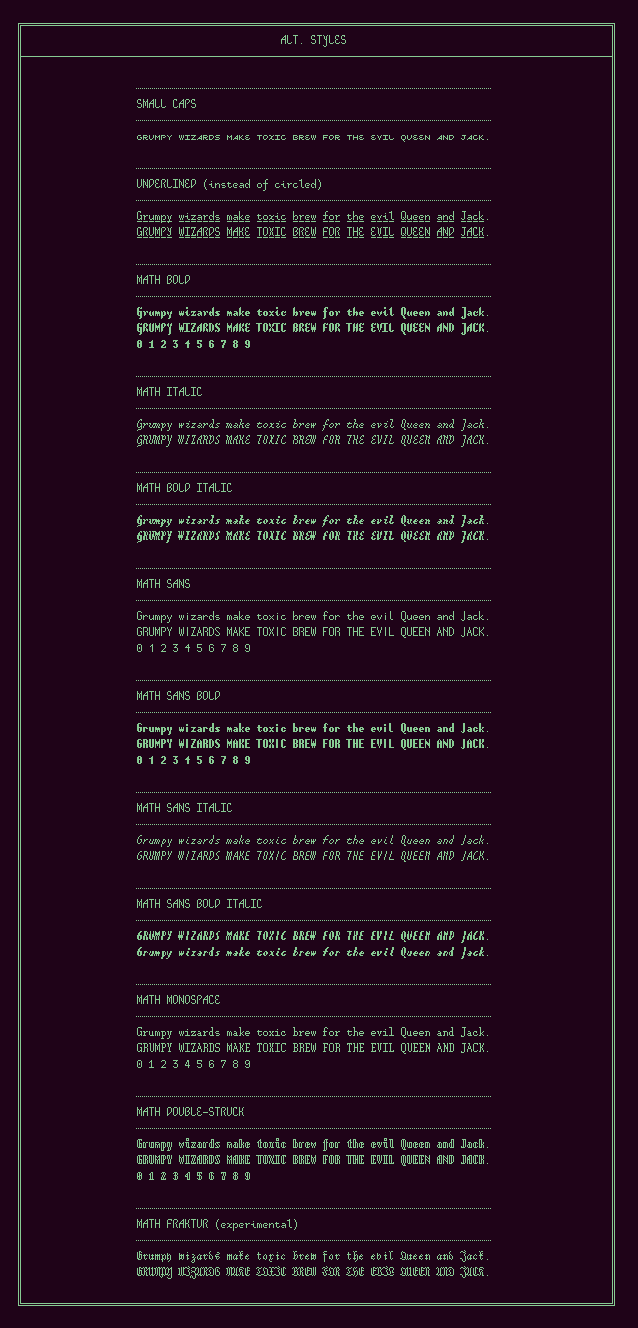 ALT. STYLES
SMALL CAPS
GRUMPY WIZARDS MAKE TOXIC BREW FOR THE EVIL QUEEN AND JACK.
UNDERLINED (instead of circled)
Grumpy wizards make toxic brew for the evil Queen and Jack.
GRUMPY WIZARDS MAKE TOXIC BREW FOR THE EVIL QUEEN AND JACK.
MATH BOLD
Grumpy wizards make toxic brew for the evil Queen and Jack.
GRUMPY WIZARDS MAKE TOXIC BREW FOR THE EVIL QUEEN AND JACK.
0 1 2 3 4 5 6 7 8 9
MATH ITALIC
Grumpy wizards make toxic brew for the evil Queen and Jack.
GRUMPY WIZARDS MAKE TOXIC BREW FOR THE EVIL QUEEN AND JACK.
MATH BOLD ITALIC
Grumpy wizards make toxic brew for the evil Queen and Jack.
GRUMPY WIZARDS MAKE TOXIC BREW FOR THE EVIL QUEEN AND JACK.
MATH SANS
Grumpy wizards make toxic brew for the evil Queen and Jack.
GRUMPY WIZARDS MAKE TOXIC BREW FOR THE EVIL QUEEN AND JACK.
0 1 2 3 4 5 6 7 8 9
MATH SANS BOLD
Grumpy wizards make toxic brew for the evil Queen and Jack.
GRUMPY WIZARDS MAKE TOXIC BREW FOR THE EVIL QUEEN AND JACK.
0 1 2 3 4 5 6 7 8 9
MATH SANS ITALIC
Grumpy wizards make toxic brew for the evil Queen and Jack.
GRUMPY WIZARDS MAKE TOXIC BREW FOR THE EVIL QUEEN AND JACK.
MATH SANS BOLD ITALIC
GRUMPY WIZARDS MAKE TOXIC BREW FOR THE EVIL QUEEN AND JACK.
Grumpy wizards make toxic brew for the evil Queen and Jack.
MATH MONOSPACE
Grumpy wizards make toxic brew for the evil Queen and Jack.
GRUMPY WIZARDS MAKE TOXIC BREW FOR THE EVIL QUEEN AND JACK.
0 1 2 3 4 5 6 7 8 9
MATH DOUBLE-STRUCK
Grumpy wizards make toxic brew for the evil Queen and Jack.
GRUMPY WIZARDS MAKE TOXIC BREW FOR THE EVIL QUEEN AND JACK.
0 1 2 3 4 5 6 7 8 9
MATH FRAKTUR (experimental)
Grumpy wizards make toxic brew for the evil Queen and Jack.
GRUMPY WIZARDS MAKE TOXIC BREW FOR THE EVIL QUEEN AND JACK.